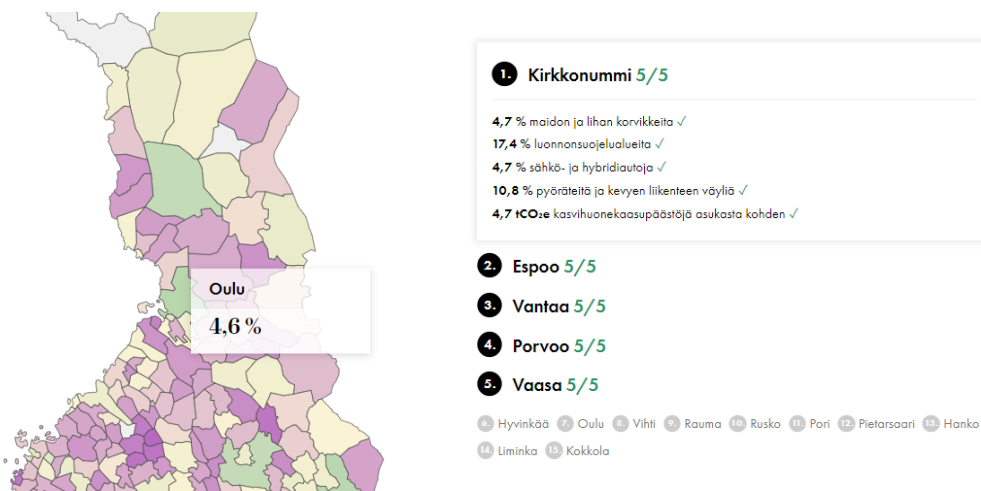 Oulu
4,6 %
1. Kirkkonummi 5/5
4,7 % maidon ja lihan korvikkeita ✓
17,4 % luonnonsuojelualueita ✓
4,7 % sähkö- ja hybridiautoja ✓
10,8 % pyöräteitä ja kevyen liikenteen väyliä ✓
4,7 tCO₂e kasvihuonekaasupäästöjä asukasta kohden ✓
2. Espoo 5/5
3. Vantaa 5/5
4. Porvoo 5/5
5. Vaasa 5/5
6. Hyvinkää 7. Oulu 8. Vihti 9. Rauma 10. Rusko 11. Pori 12. Pietarsaari 13. Hanko
14. Liminka 15. Kokkola